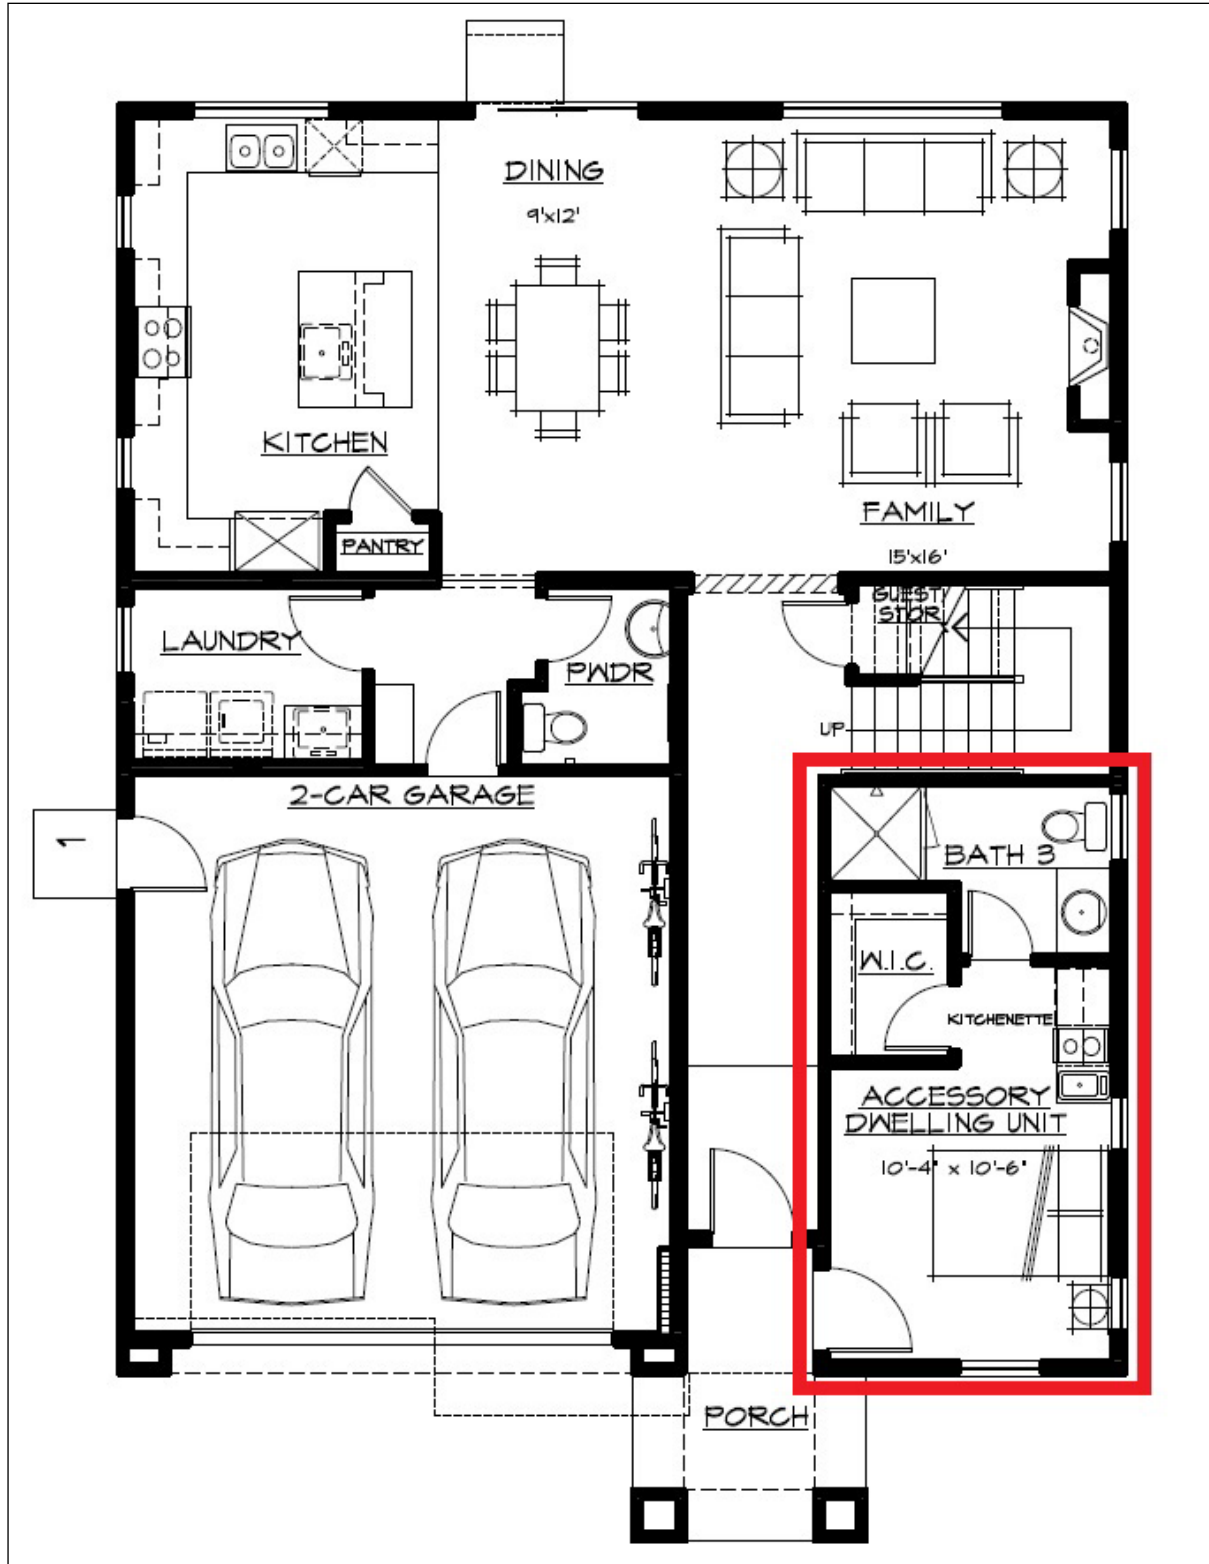 DINING
9'x12'
KITCHEN
PANTRY
FAMILY
15'x16'
GUEST
STOR
LAUNDRY
PWDR
UP
2-CAR GARAGE
1
BATH 3
W.I.C.
KITCHENETTE
ACCESSORY
DWELLING UNIT
10'-4" x 10'-6"
PORCH